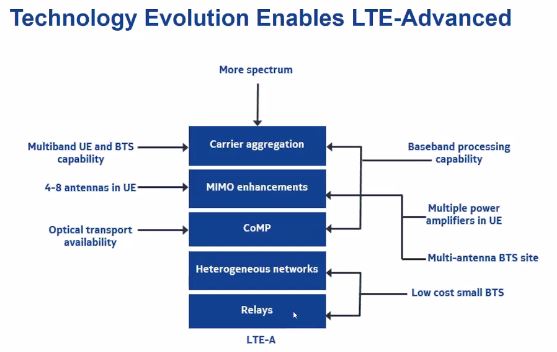 Technology Evolution Enables LTE-Advanced
More spectrum
Multiband UE and BTS
capability
Carrier aggregation
Baseband processing
capability
4-8 antennas in UE
MIMO enhancements
Multiple power
amplifiers in UE
Optical transport
availability
CoMP
Multi-antenna BTS site
Heterogeneous networks
Low cost small BTS
Relays
LTE-A